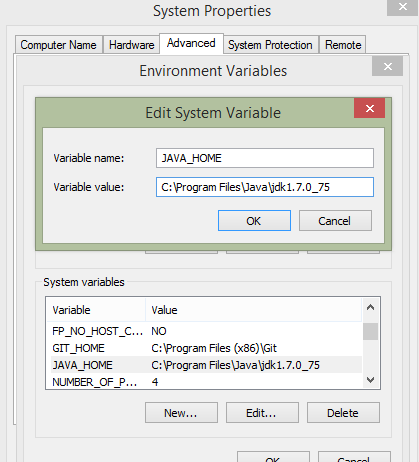 System Properties
Computer Name Hardware Advanced System Protection Remote
Environment Variables
Edit System Variable
Variable name: JAVA_HOME
Variable value: C:\Program Files\Java\jdk1.7.0_75
OK Cancel
System variables
Variable Value
FP_NO_HOST_C... NO
GIT_HOME C:\Program Files (x86)\Git
JAVA_HOME C:\Program Files\Java\jdk1.7.0_75
NUMBER_OF_P... 4
New... Edit... Delete
OK Cancel